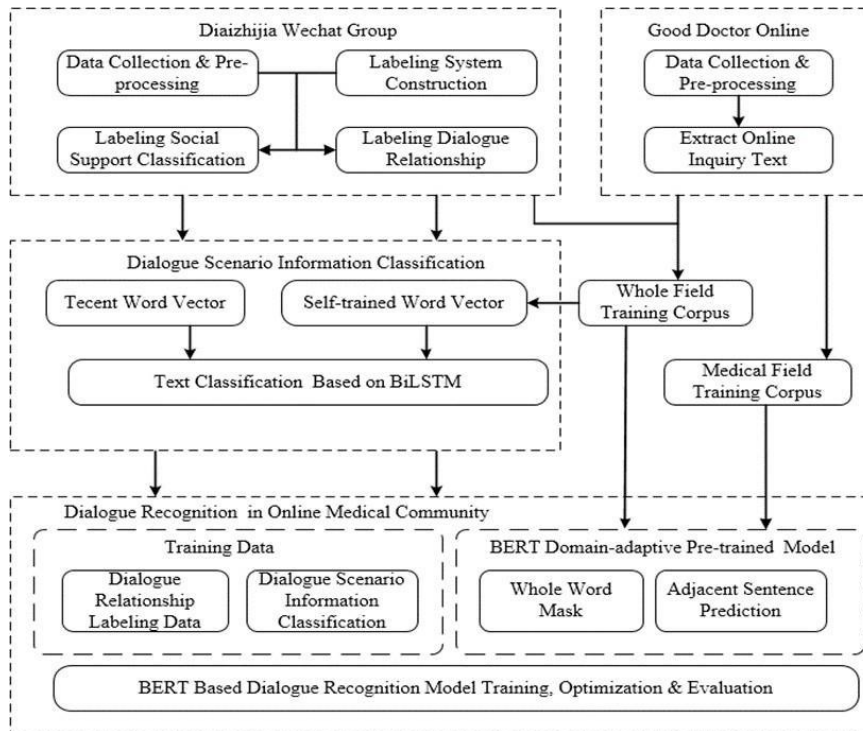 Diaizhijia Wechat Group
Data Collection & Pre-
processing
Labeling System
Construction
Labeling Social
Support Classification
Labeling Dialogue
Relationship
Good Doctor Online
Data Collection &
Pre-processing
Extract Online
Inquiry Text
Dialogue Scenario Information Classification
Tecent Word Vector
Self-trained Word Vector
Text Classification Based on BiLSTM
Whole Field
Training Corpus
Medical Field
Training Corpus
Dialogue Recognition in Online Medical Community
Training Data
Dialogue
Relationship
Labeling Data
Dialogue Scenario
Information
Classification
BERT Domain-adaptive Pre-trained Model
Whole Word
Mask
Adjacent Sentence
Prediction
BERT Based Dialogue Recognition Model Training, Optimization & Evaluation